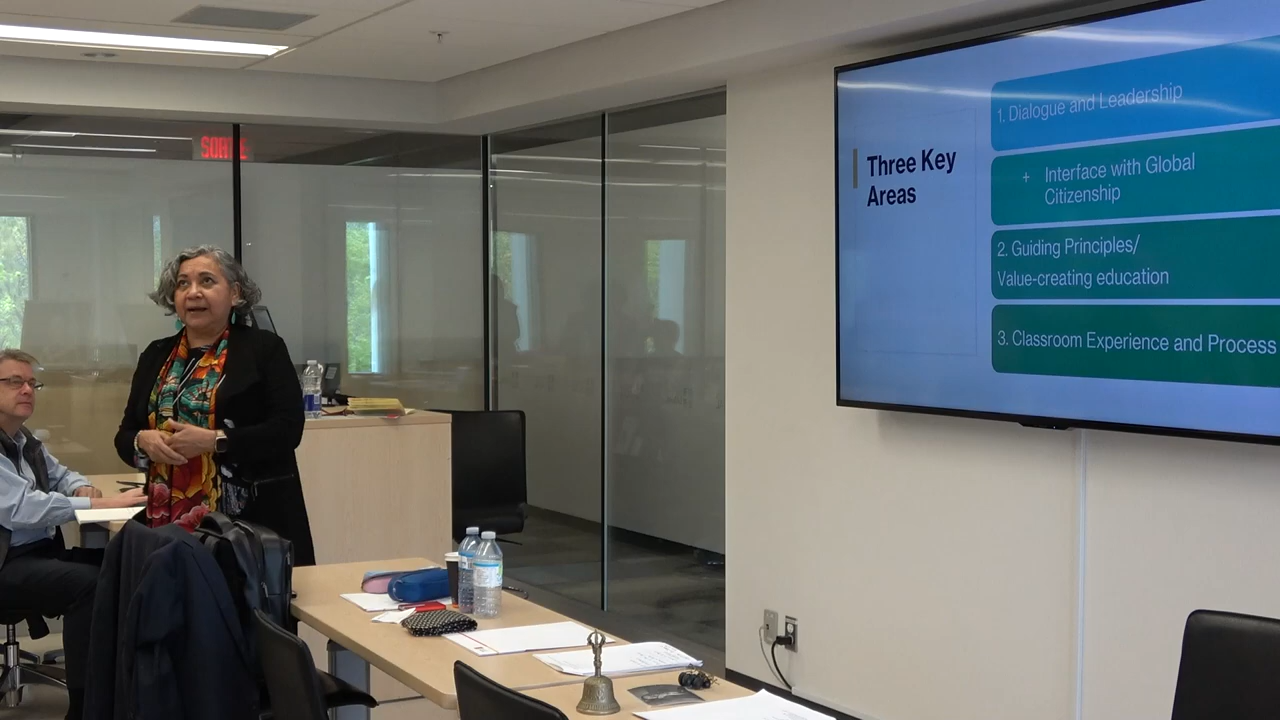 SORTIE
Three Key
Areas
1. Dialogue and Leadership
+ Interface with Global
Citizenship
2. Guiding Principles/
Value-creating education
3. Classroom Experience and Process